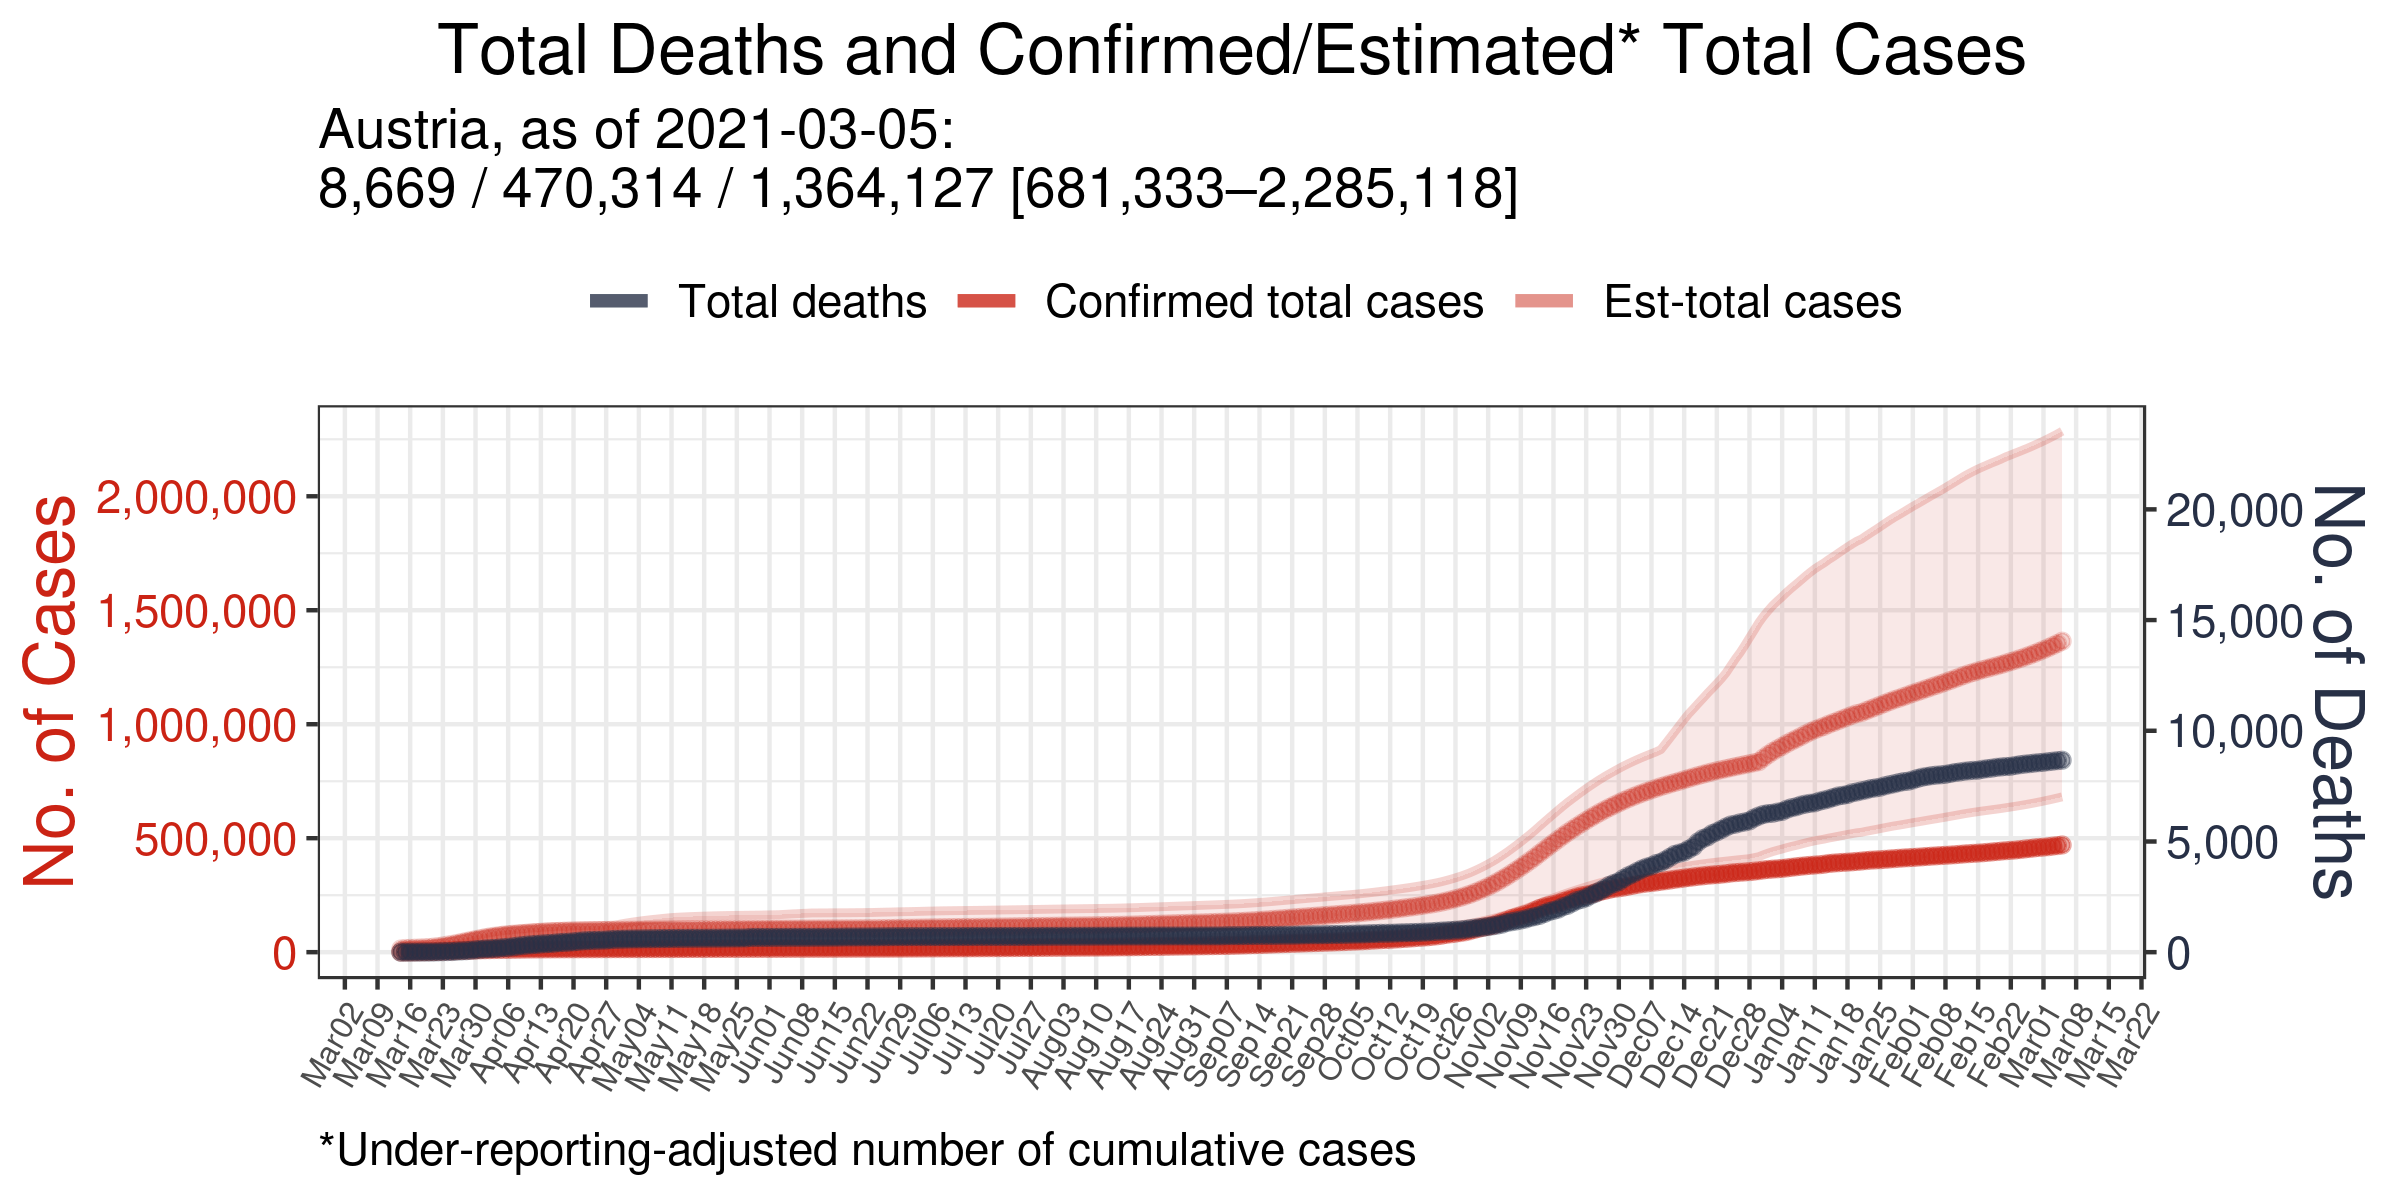 Total Deaths and Confirmed/Estimated* Total Cases
Austria, as of 2021-03-05:
8,669 / 470,314 / 1,364,127 [681,333–2,285,118]
Total deaths
Confirmed total cases
Est-total cases
No. of Cases
2,000,000
1,500,000
1,000,000
500,000
0
20,000
15,000
10,000
5,000
0
No. of Deaths
Mar02
Mar09
Mar16
Mar23
Mar30
Apr06
Apr13
Apr20
Apr27
May04
May11
May18
May25
Jun01
Jun08
Jun15
Jun22
Jun29
Jul06
Jul13
Jul20
Jul27
Aug03
Aug10
Aug17
Aug24
Aug31
Sep07
Sep14
Sep21
Sep28
Oct05
Oct12
Oct19
Oct26
Nov02
Nov09
Nov16
Nov23
Nov30
Dec07
Dec14
Dec21
Dec28
Jan04
Jan11
Jan18
Jan25
Feb01
Feb08
Feb15
Feb22
Mar01
Mar08
Mar15
Mar22
*Under-reporting-adjusted number of cumulative cases